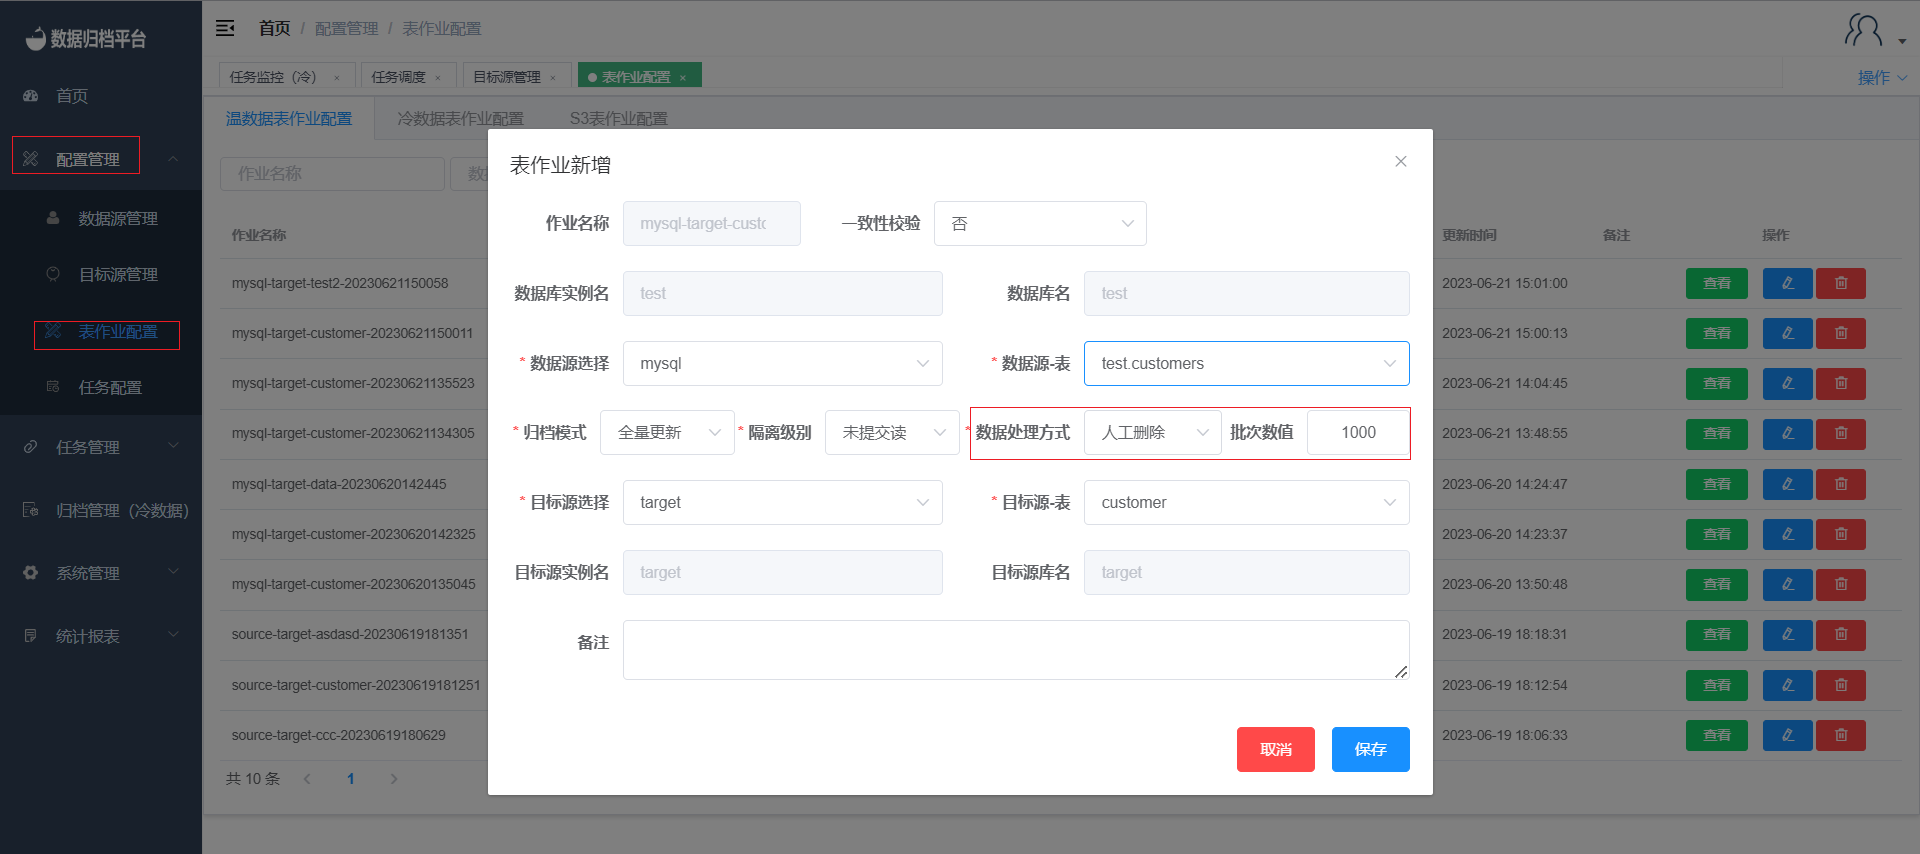 数据归档平台
首页
配置管理
数据源管理
目标源管理
表作业配置
任务配置
任务管理
归档管理（冷数据）
系统管理
统计报表
首页 / 配置管理 / 表作业配置
任务监控（冷） ×
任务调度 ×
目标源管理 ×
表作业配置 ×
操作
温数据表作业配置
冷数据表作业配置
S3表作业配置
作业名称
作业名称
更新时间
备注
操作
mysql-target-test2-20230621150058
2023-06-21 15:01:00
查看
mysql-target-customer-20230621150011
2023-06-21 15:00:13
查看
mysql-target-customer-20230621135523
2023-06-21 14:04:45
查看
mysql-target-customer-20230621134305
2023-06-21 13:48:55
查看
mysql-target-data-20230620142445
2023-06-20 14:24:47
查看
mysql-target-customer-20230620142325
2023-06-20 14:23:37
查看
mysql-target-customer-20230620135045
2023-06-20 13:50:48
查看
source-target-asdasd-20230619181351
2023-06-19 18:18:31
查看
source-target-customer-20230619181251
2023-06-19 18:12:54
查看
source-target-ccc-20230619180629
2023-06-19 18:06:33
查看
共 10 条
1
表作业新增
作业名称 mysql-target-custo
一致性校验 否
数据库实例名 test
数据库名 test
* 数据源选择 mysql
* 数据源-表 test.customers
* 归档模式 全量更新
* 隔离级别 未提交读
* 数据处理方式 人工删除
批次数值 1000
* 目标源选择 target
* 目标源-表 customer
目标源实例名 target
目标源库名 target
备注
取消
保存